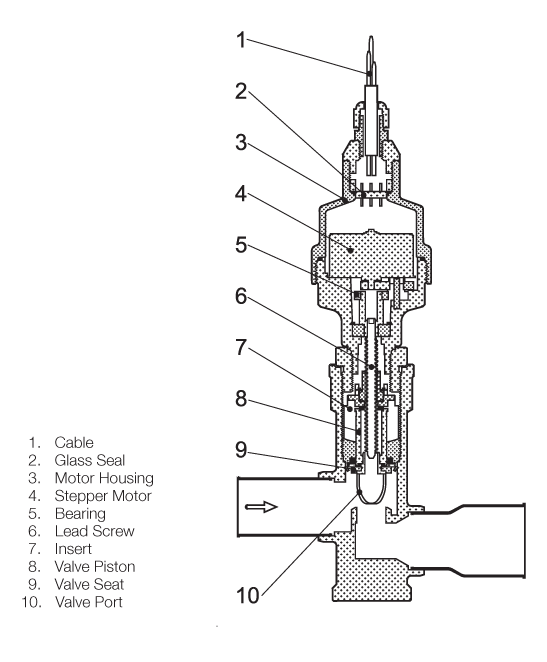 1
2
3
4
5
6
7
8
9
10
1. Cable
2. Glass Seal
3. Motor Housing
4. Stepper Motor
5. Bearing
6. Lead Screw
7. Insert
8. Valve Piston
9. Valve Seat
10. Valve Port